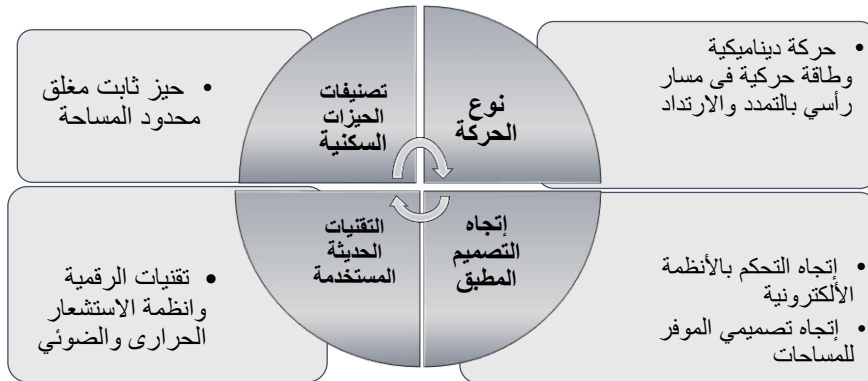 نوع
الحركة
• حركة ديناميكية
وطاقة حركية فى مسار
رأسي بالتمدد والارتداد
تصنيفات
الحيزات
السكنية
• حيز ثابت مغلق
محدود المساحة
إتجاه
التصميم
المطبق
• إتجاه التحكم بالأنظمة
الألكترونية
• إتجاه تصميمي الموفر
للمساحات
التقنيات
الحديثة
المستخدمة
• تقنيات الرقمية
وانظمة الاستشعار
الحرارى والضوئي